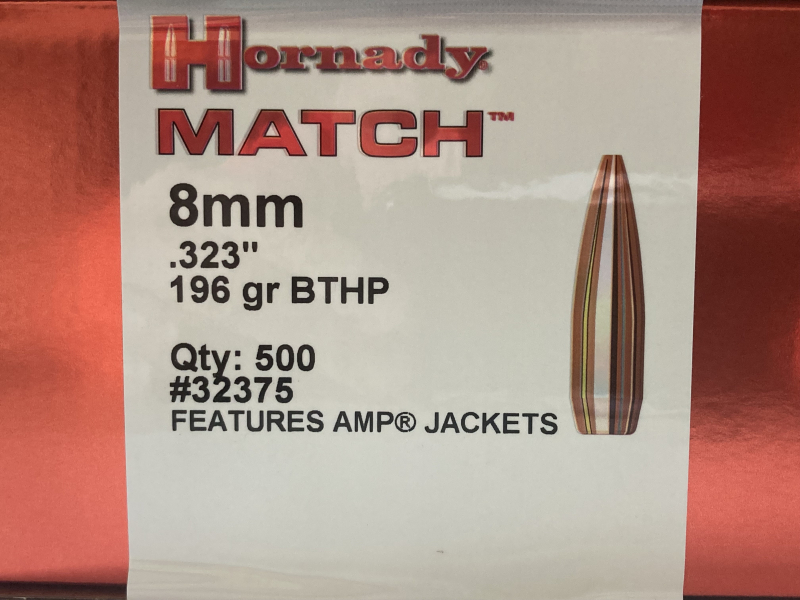 Hornady®
MATCH™
8mm
.323"
196 gr BTHP
Qty: 500
#32375
FEATURES AMP® JACKETS